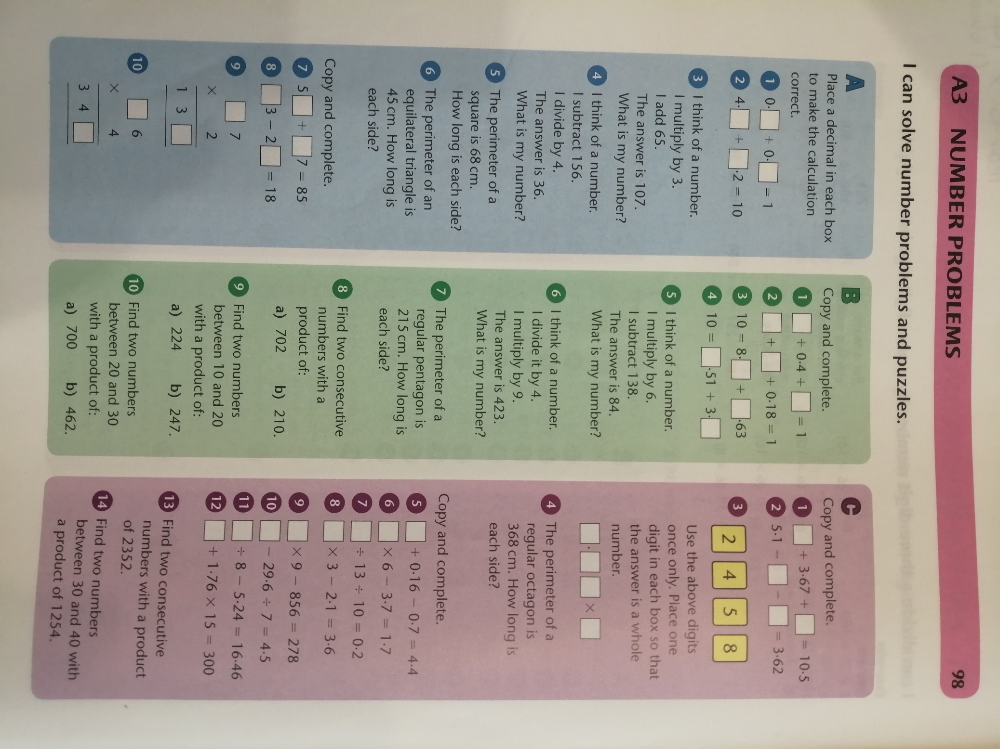 A3 NUMBER PROBLEMS 98
I can solve number problems and puzzles.
A
Place a decimal in each box
to make the calculation
correct.
1 0·□ + 0·□ = 1
2 4·□ + □·2 = 10
3 I think of a number.
I multiply by 3.
I add 65.
The answer is 107.
What is my number?
4 I think of a number.
I subtract 156.
I divide by 4.
The answer is 36.
What is my number?
5 The perimeter of a
square is 68 cm.
How long is each side?
6 The perimeter of an
equilateral triangle is
45 cm. How long is
each side?
Copy and complete.
7 5□ + □7 = 85
8 □3 − 2□ = 18
9 □ 7
× 2
1 3 □
10 □ 6
× 4
3 4 □
B
Copy and complete.
1 □ + 0·4 + □ = 1
2 □ + □ + 0·18 = 1
3 10 = 8·□ + □·63
4 10 = □·51 + 3·□
5 I think of a number.
I multiply by 6.
I subtract 138.
The answer is 84.
What is my number?
6 I think of a number.
I divide it by 4.
I multiply by 9.
The answer is 423.
What is my number?
7 The perimeter of a
regular pentagon is
215 cm. How long is
each side?
8 Find two consecutive
numbers with a
product of:
a) 702 b) 210.
9 Find two numbers
between 10 and 20
with a product of:
a) 224 b) 247.
10 Find two numbers
between 20 and 30
with a product of:
a) 700 b) 462.
C
Copy and complete.
1 □ + 3·67 + □ = 10·5
2 5·1 − □ − □ = 3·62
3 2 4 5 8
Use the above digits
once only. Place one
digit in each box so that
the answer is a whole
number.
□·□□ × □
4 The perimeter of a
regular octagon is
368 cm. How long is
each side?
Copy and complete.
5 □ + 0·16 − 0·7 = 4·4
6 □ × 6 − 3·7 = 1·7
7 □ ÷ 13 ÷ 10 = 0·2
8 □ × 3 − 2·1 = 3·6
9 □ × 9 − 856 = 278
10 □ − 29·6 ÷ 7 = 4·5
11 □ ÷ 8 − 5·24 = 16·46
12 □ + 1·76 × 15 = 300
13 Find two consecutive
numbers with a product
of 2352.
14 Find two numbers
between 30 and 40 with
a product of 1254.